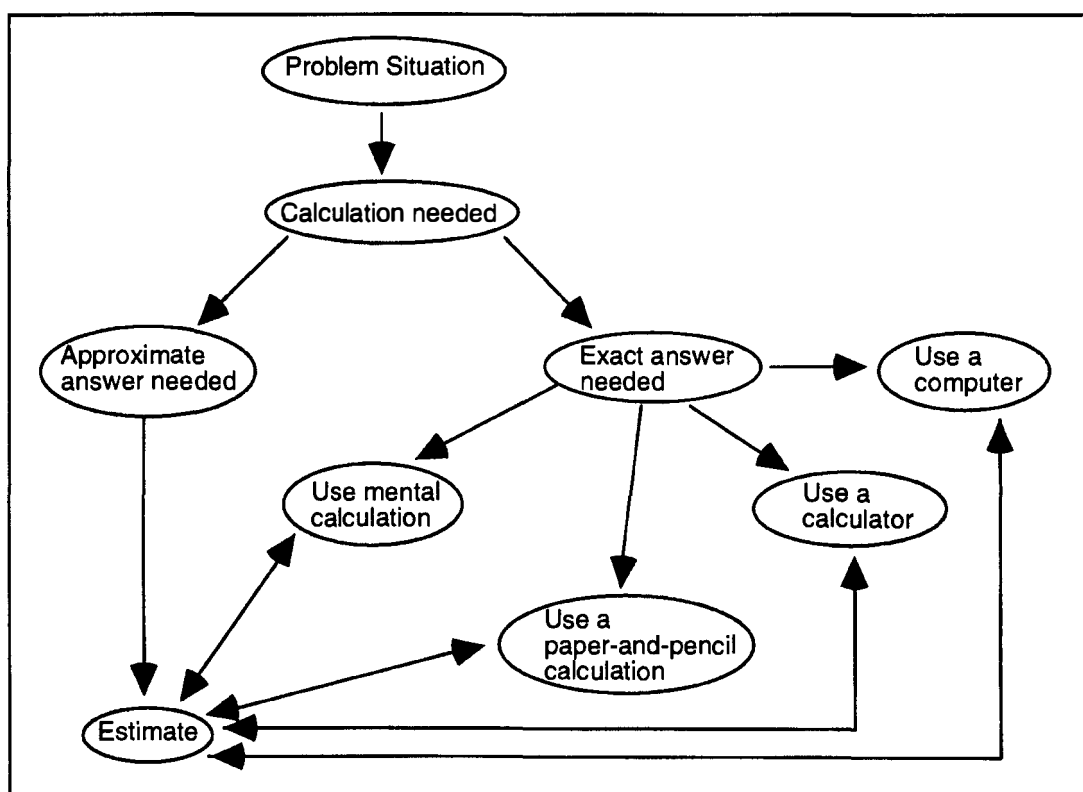 Problem Situation
Calculation needed
Approximate
answer needed
Exact answer
needed
Use a
computer
Use mental
calculation
Use a
calculator
Use a
paper-and-pencil
calculation
Estimate